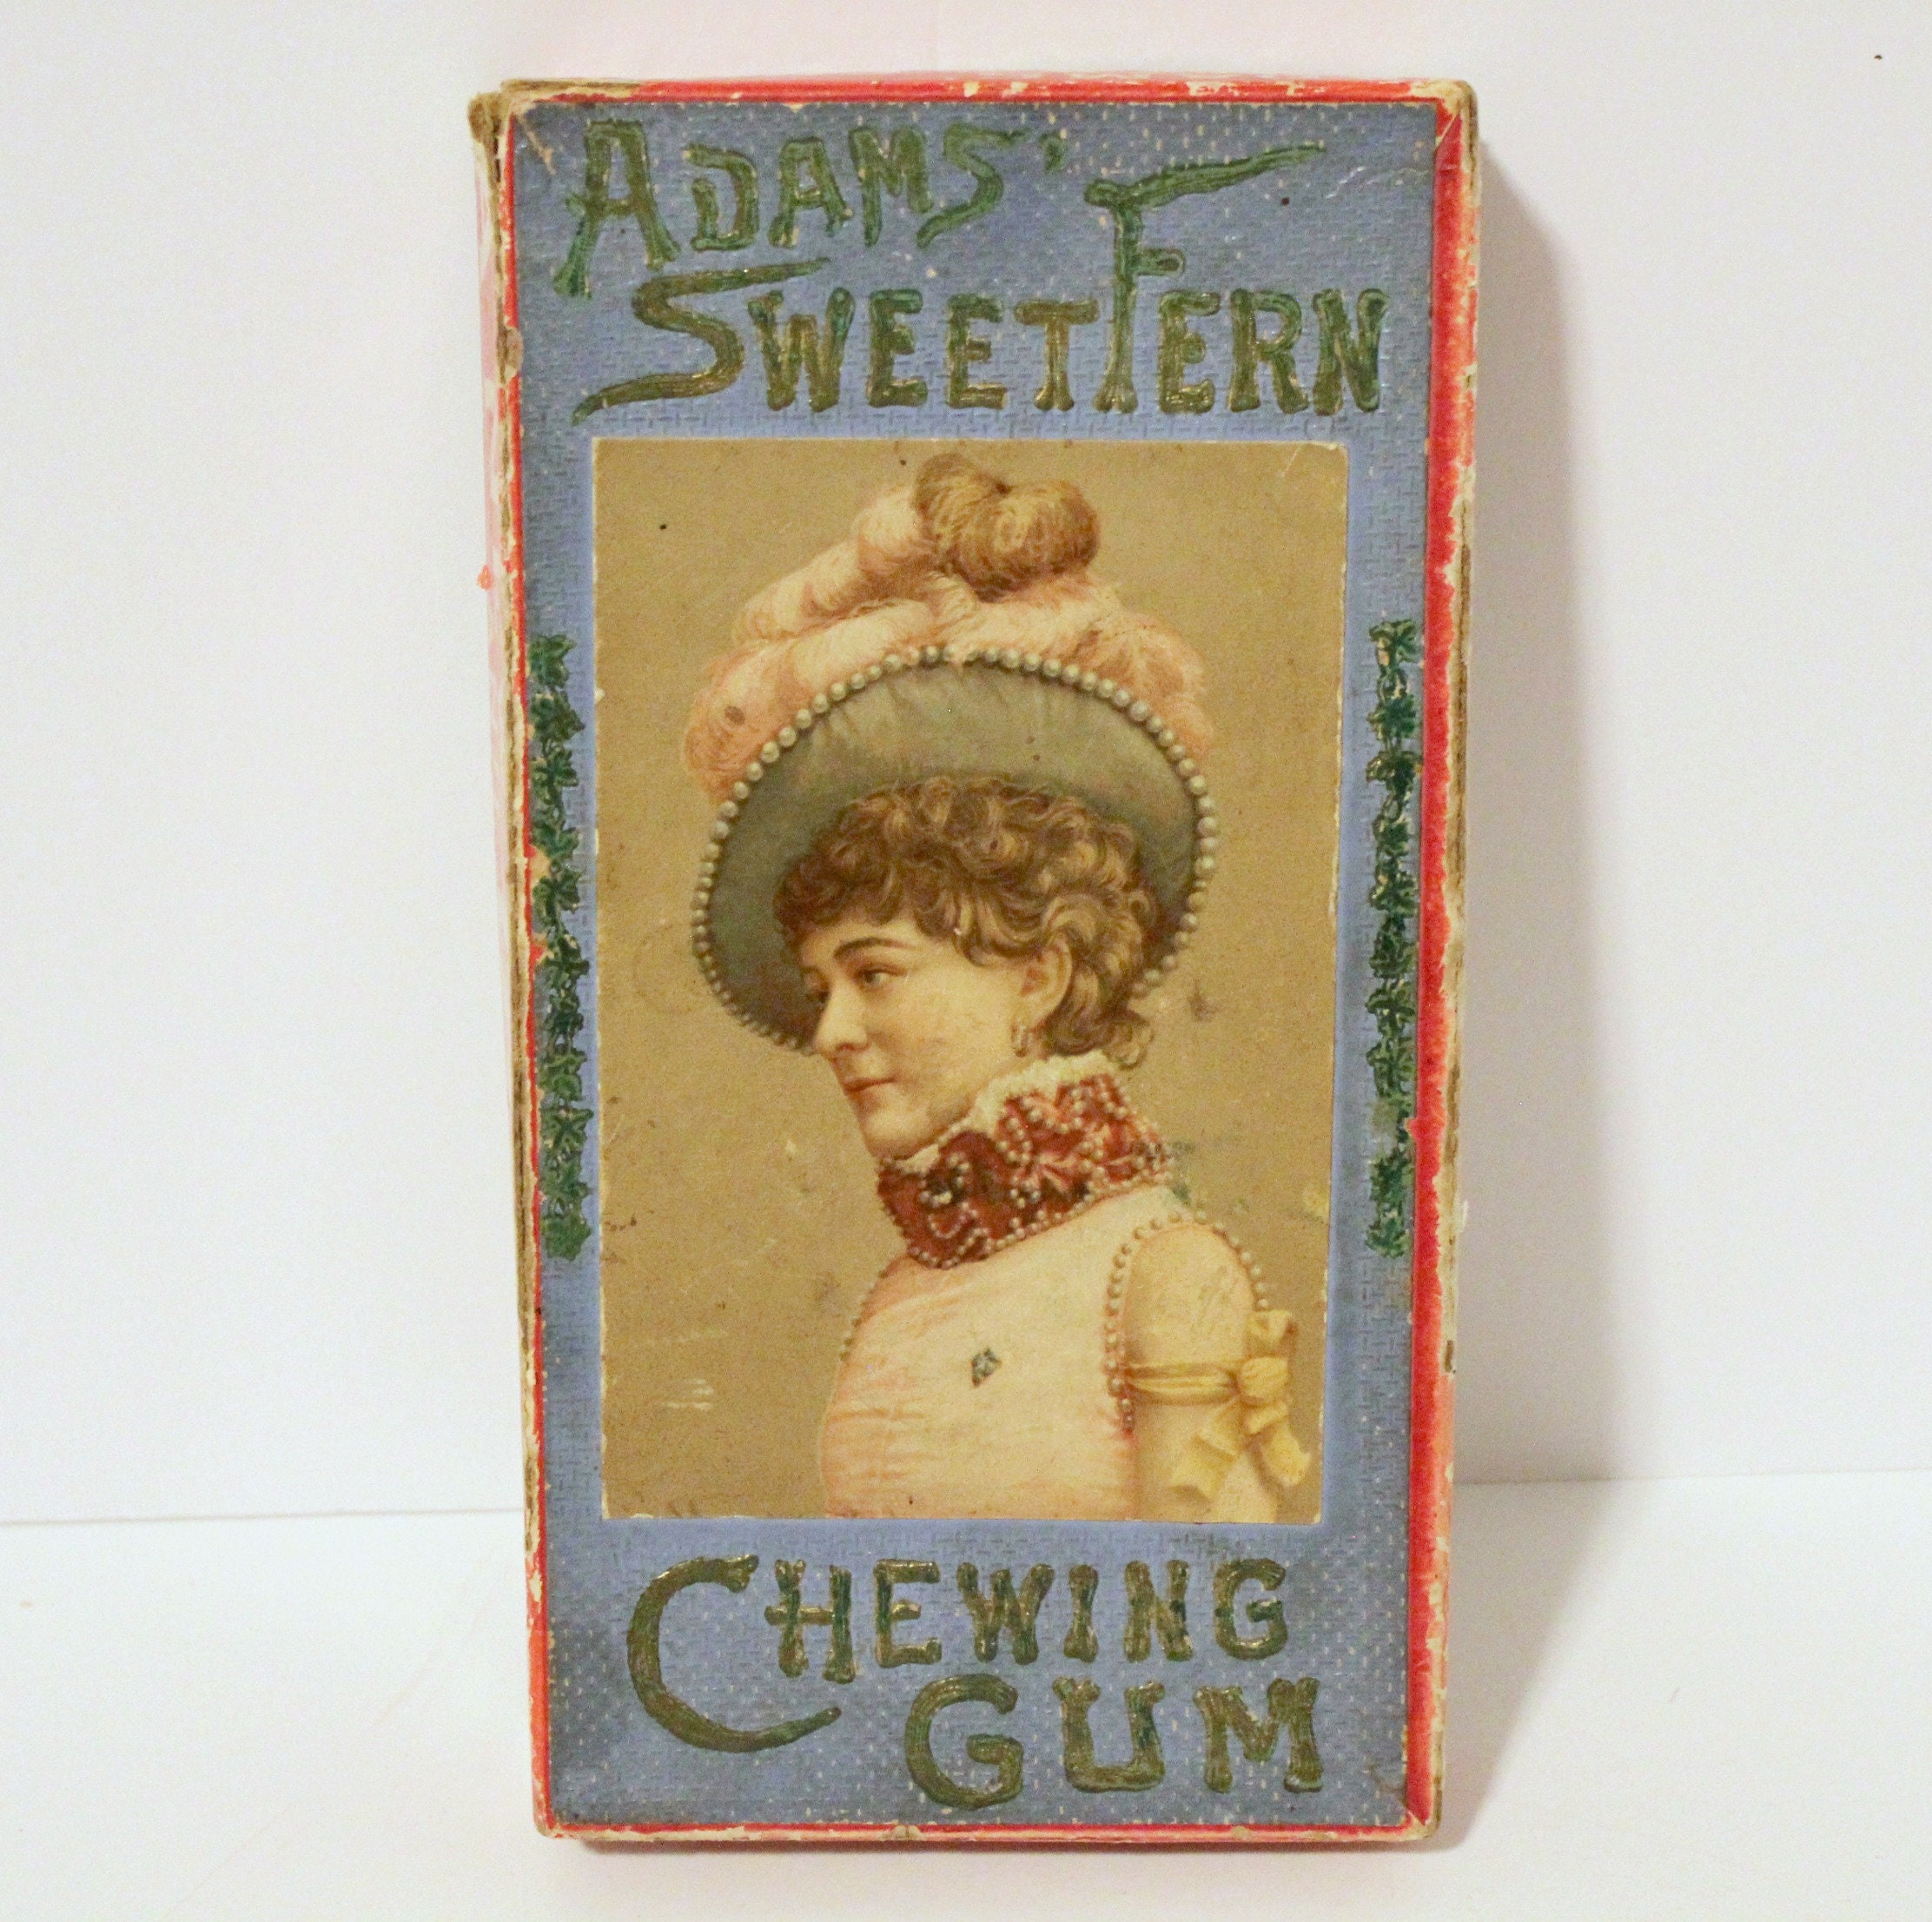 ADAMS'
SWEET FERN
CHEWING
GUM